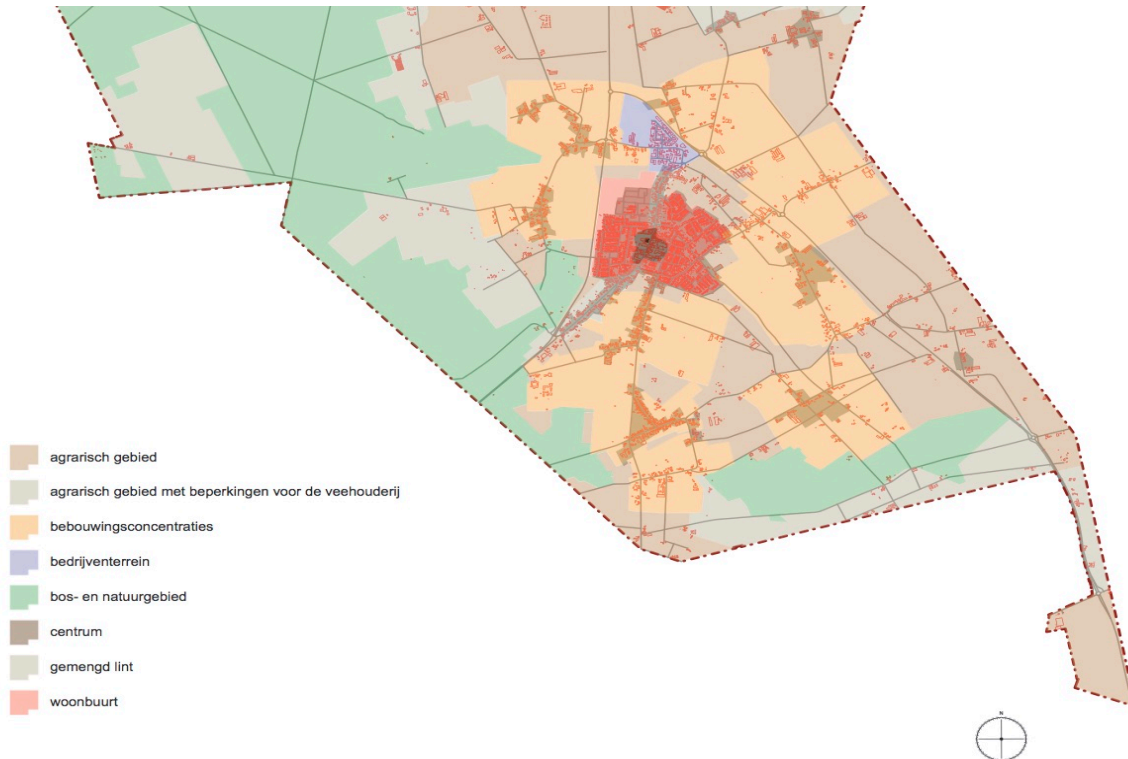 agrarisch gebied
agrarisch gebied met beperkingen voor de veehouderij
bebouwingsconcentraties
bedrijventerrein
bos- en natuurgebied
centrum
gemengd lint
woonbuurt
N